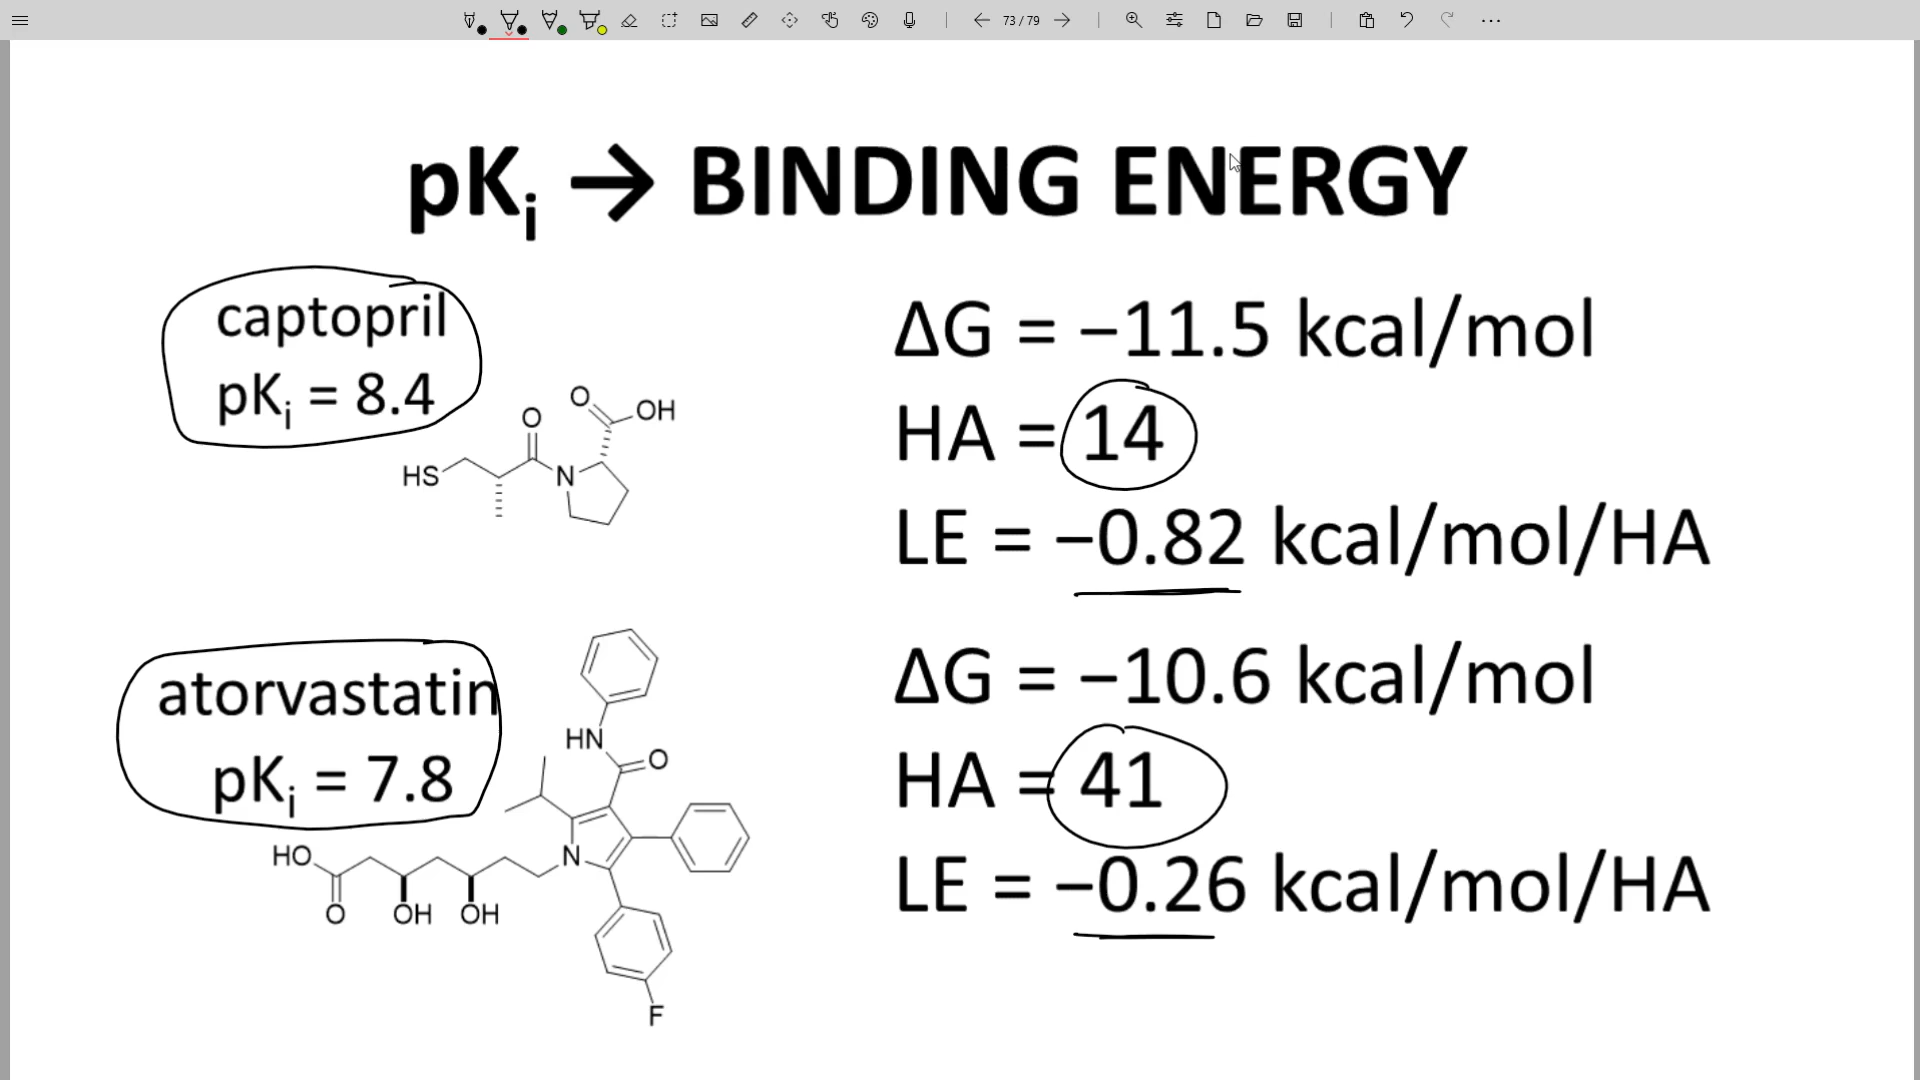 73 / 79
pKi → BINDING ENERGY
captopril
pKi = 8.4
O
O
OH
HS
N
ΔG = −11.5 kcal/mol
HA = 14
LE = −0.82 kcal/mol/HA
atorvastatin
pKi = 7.8
HN
O
N
HO
O
OH
OH
F
ΔG = −10.6 kcal/mol
HA = 41
LE = −0.26 kcal/mol/HA